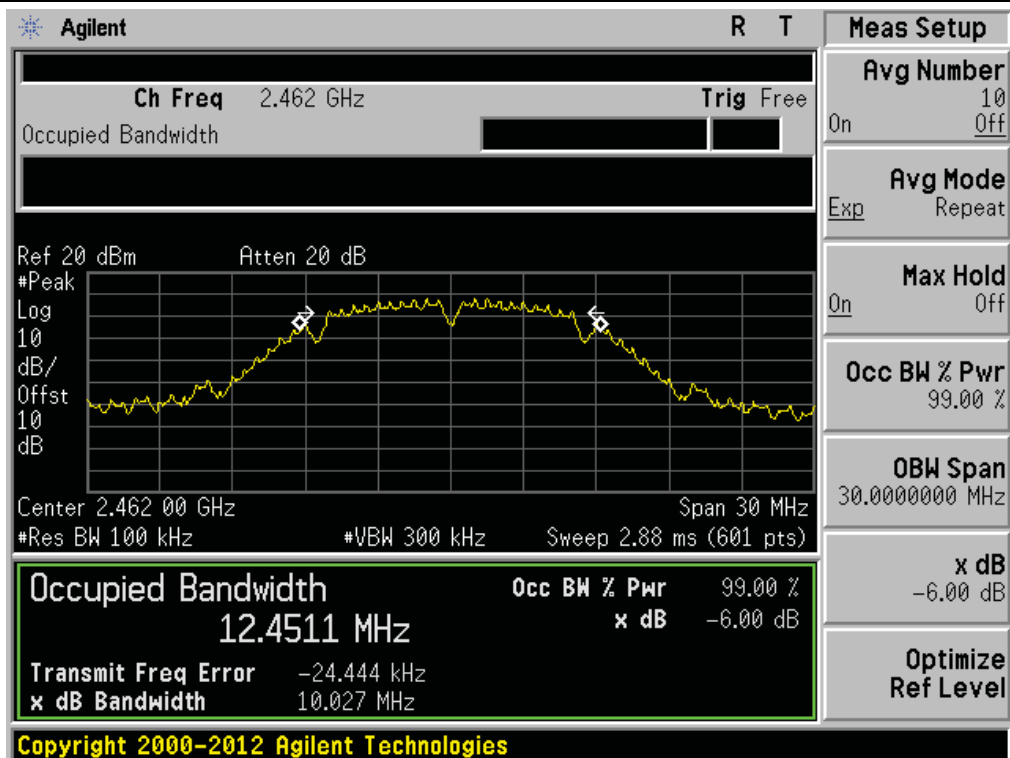 Agilent R T
Ch Freq 2.462 GHz Trig Free
Occupied Bandwidth
Ref 20 dBm Atten 20 dB
#Peak
Log
10
dB/
Offst
10
dB
Center 2.462 00 GHz Span 30 MHz
#Res BW 100 kHz #VBW 300 kHz Sweep 2.88 ms (601 pts)
Occupied Bandwidth Occ BW % Pwr 99.00 %
12.4511 MHz x dB -6.00 dB
Transmit Freq Error -24.444 kHz
x dB Bandwidth 10.027 MHz
Copyright 2000-2012 Agilent Technologies
Meas Setup
Avg Number
10
On Off
Avg Mode
Exp Repeat
Max Hold
On Off
Occ BW % Pwr
99.00 %
OBW Span
30.0000000 MHz
x dB
-6.00 dB
Optimize
Ref Level